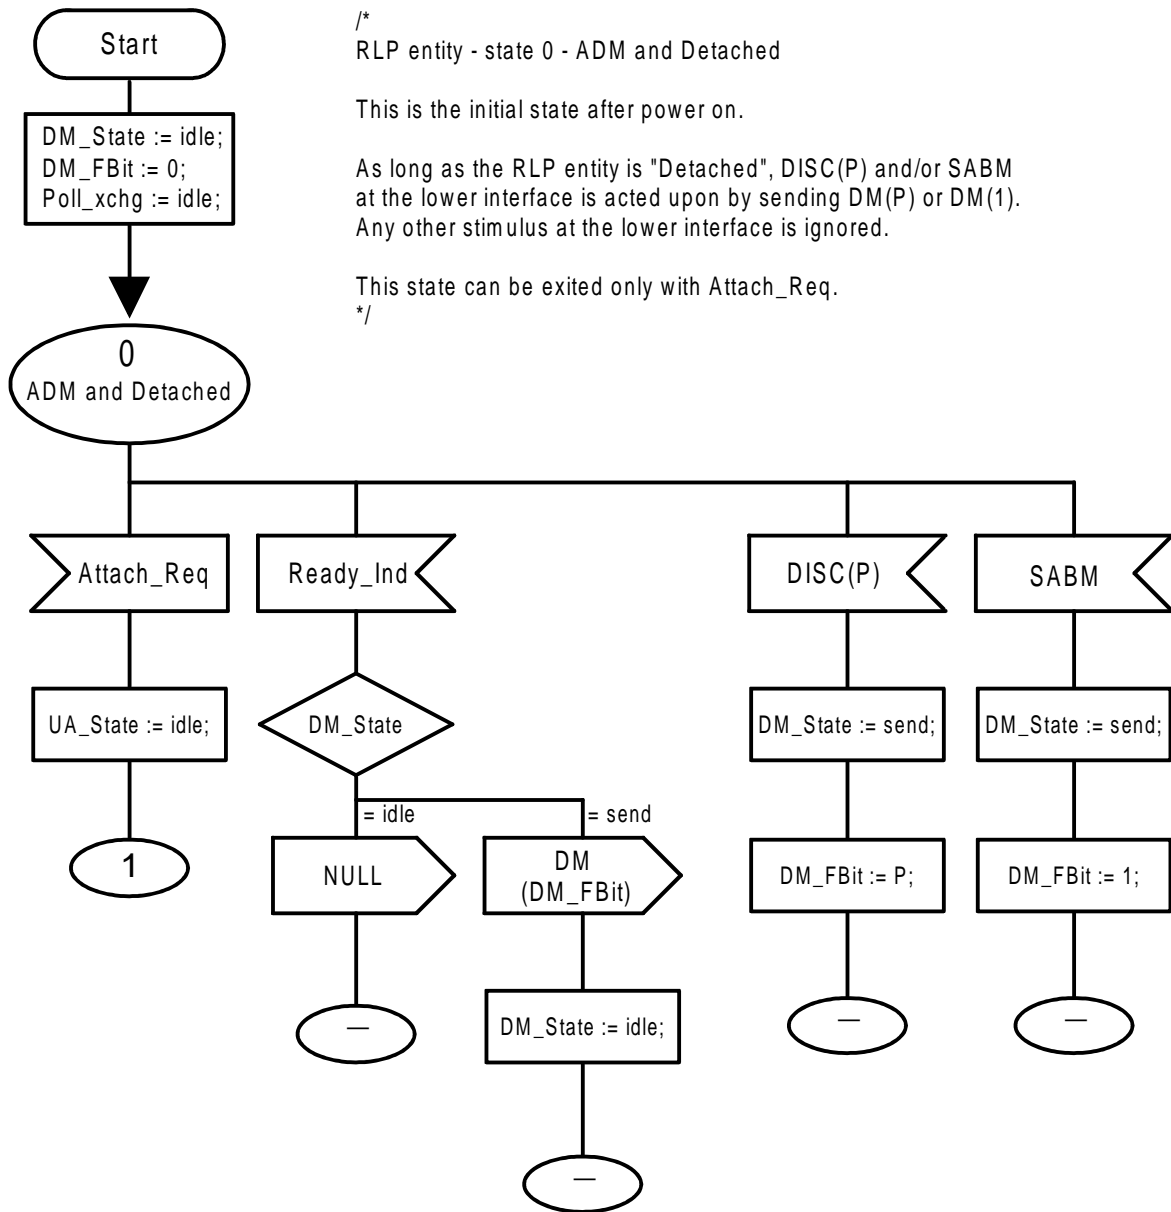 Start
DM_State := idle;
DM_FBit := 0;
Poll_xchg := idle;
/*
RLP entity - state 0 - ADM and Detached
This is the initial state after power on.
As long as the RLP entity is "Detached", DISC(P) and/or SABM
at the lower interface is acted upon by sending DM(P) or DM(1).
Any other stimulus at the lower interface is ignored.
This state can be exited only with Attach_Req.
*/
0
ADM and Detached
Attach_Req
Ready_Ind
DISC(P)
SABM
UA_State := idle;
DM_State
DM_State := send;
DM_State := send;
= idle
= send
1
NULL
DM
(DM_FBit)
DM_FBit := P;
DM_FBit := 1;
–
DM_State := idle;
–
–
–